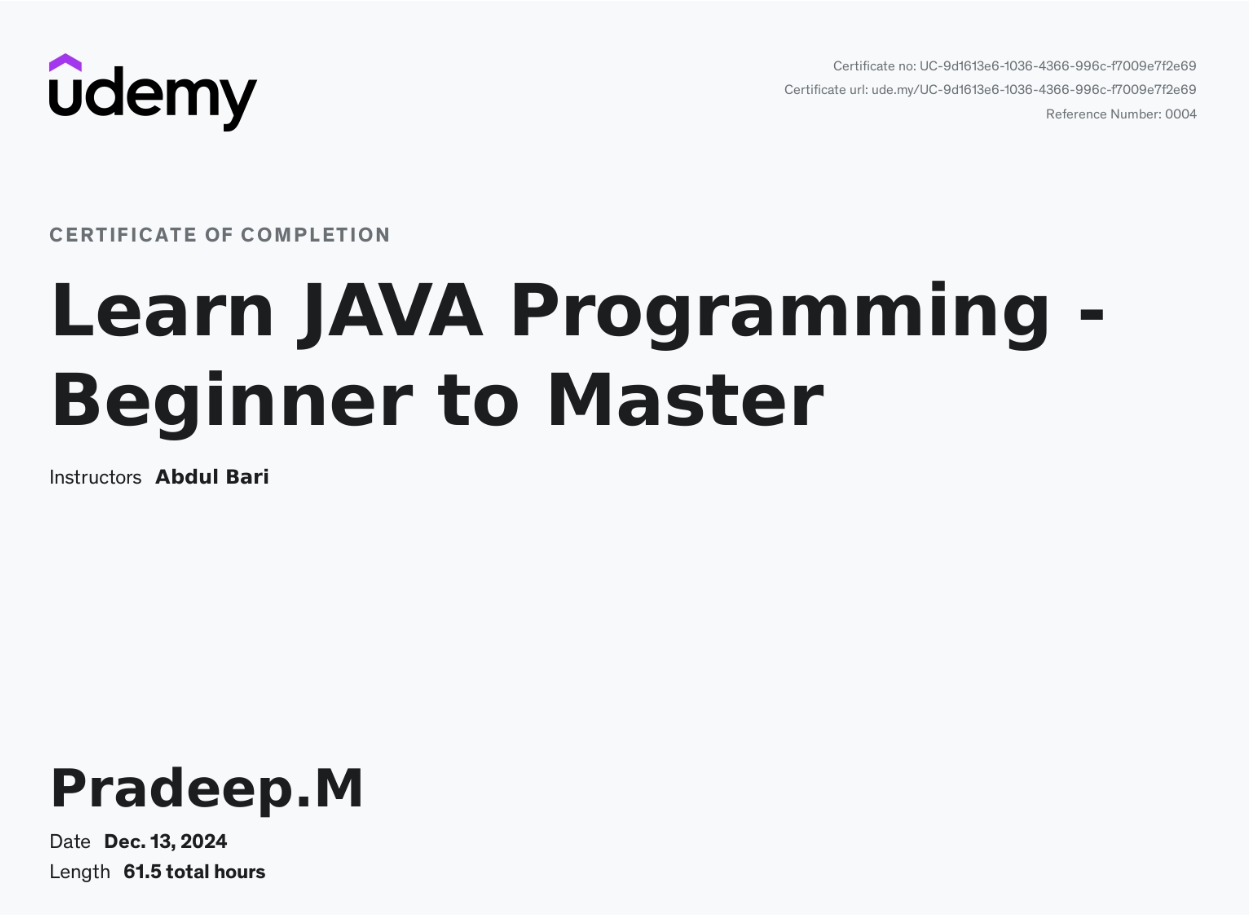 udemy
Certificate no: UC-9d1613e6-1036-4366-996c-f7009e7f2e69
Certificate url: ude.my/UC-9d1613e6-1036-4366-996c-f7009e7f2e69
Reference Number: 0004
CERTIFICATE OF COMPLETION
Learn JAVA Programming -
Beginner to Master
Instructors Abdul Bari
Pradeep.M
Date Dec. 13, 2024
Length 61.5 total hours